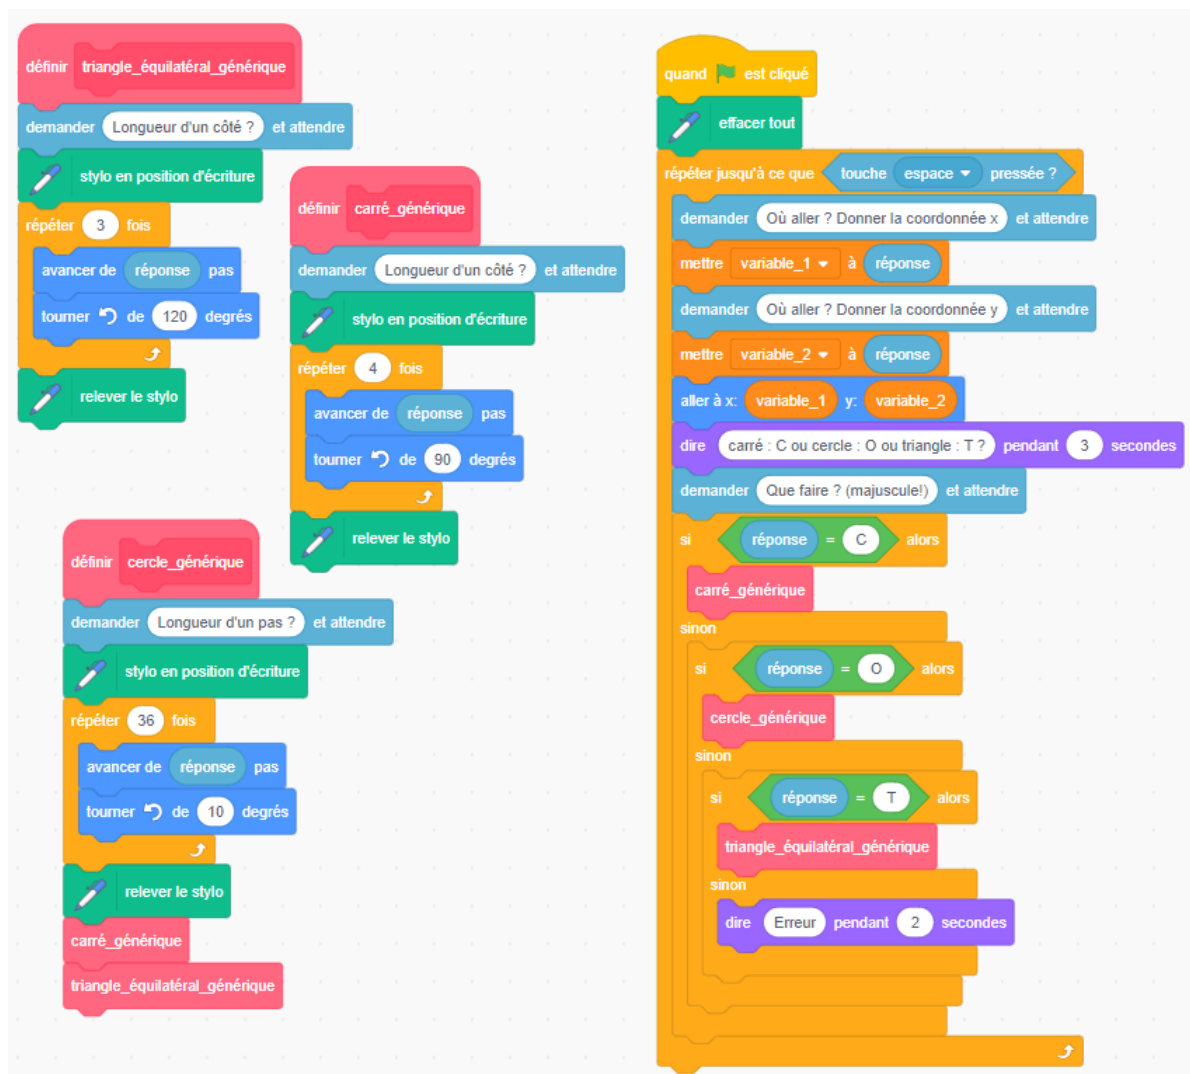 définir triangle_équilatéral_générique
demander Longueur d'un côté ? et attendre
stylo en position d'écriture
répéter 3 fois
avancer de réponse pas
tourner de 120 degrés
relever le stylo
définir carré_générique
demander Longueur d'un côté ? et attendre
stylo en position d'écriture
répéter 4 fois
avancer de réponse pas
tourner de 90 degrés
relever le stylo
définir cercle_générique
demander Longueur d'un pas ? et attendre
stylo en position d'écriture
répéter 36 fois
avancer de réponse pas
tourner de 10 degrés
relever le stylo
carré_générique
triangle_équilatéral_générique
quand est cliqué
effacer tout
répéter jusqu'à ce que touche espace pressée ?
demander Où aller ? Donner la coordonnée x et attendre
mettre variable_1 à réponse
demander Où aller ? Donner la coordonnée y et attendre
mettre variable_2 à réponse
aller à x: variable_1 y: variable_2
dire carré : C ou cercle : O ou triangle : T ? pendant 3 secondes
demander Que faire ? (majuscule!) et attendre
si réponse = C alors
carré_générique
sinon
si réponse = O alors
cercle_générique
sinon
si réponse = T alors
triangle_équilatéral_générique
sinon
dire Erreur pendant 2 secondes